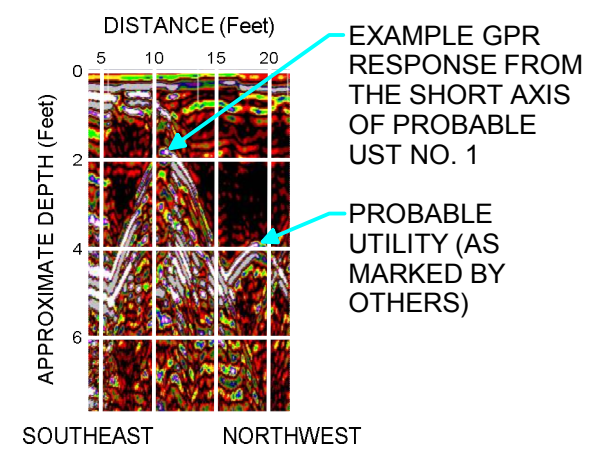 DISTANCE (Feet)
5 10 15 20
0
2
4
6
APPROXIMATE DEPTH (Feet)
SOUTHEAST NORTHWEST
EXAMPLE GPR
RESPONSE FROM
THE SHORT AXIS
OF PROBABLE
UST NO. 1
PROBABLE
UTILITY (AS
MARKED BY
OTHERS)